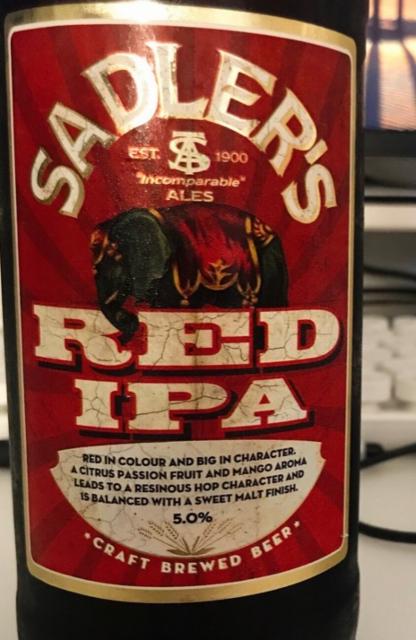 SADLER'S
EST. TSA 1900
"Incomparable"
ALES
RED
IPA
RED IN COLOUR AND BIG IN CHARACTER.
A CITRUS PASSION FRUIT AND MANGO AROMA
LEADS TO A RESINOUS HOP CHARACTER AND
IS BALANCED WITH A SWEET MALT FINISH.
5.0%
• CRAFT BREWED BEER •